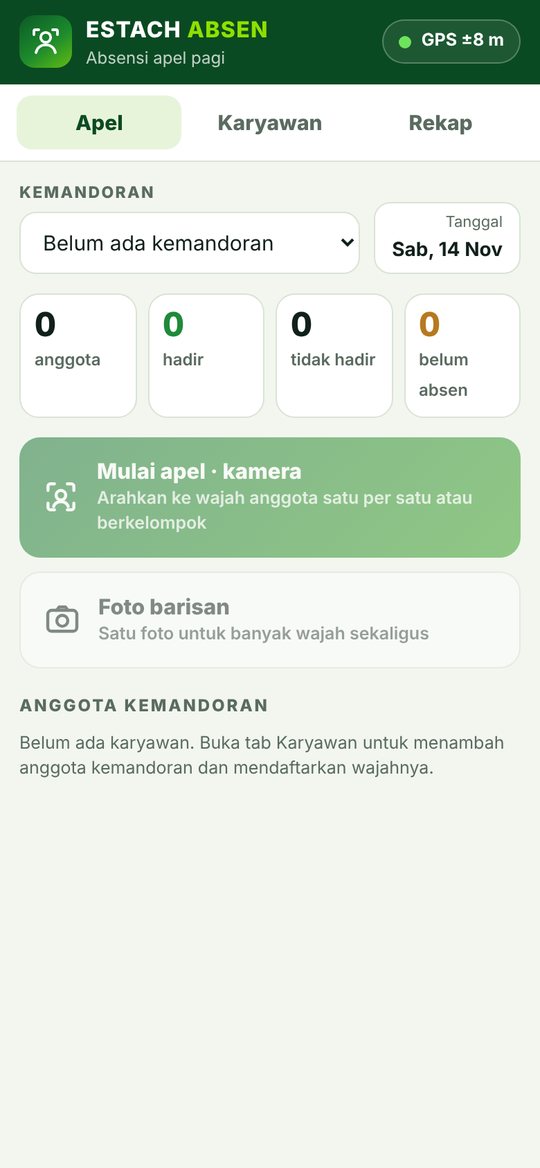 ESTACH ABSEN
Absensi apel pagi
GPS ±8 m
Apel
Karyawan
Rekap
KEMANDORAN
Belum ada kemandoran
Tanggal
Sab, 14 Nov
0
anggota
0
hadir
0
tidak hadir
0
belum
absen
Mulai apel · kamera
Arahkan ke wajah anggota satu per satu atau
berkelompok
Foto barisan
Satu foto untuk banyak wajah sekaligus
ANGGOTA KEMANDORAN
Belum ada karyawan. Buka tab Karyawan untuk menambah
anggota kemandoran dan mendaftarkan wajahnya.